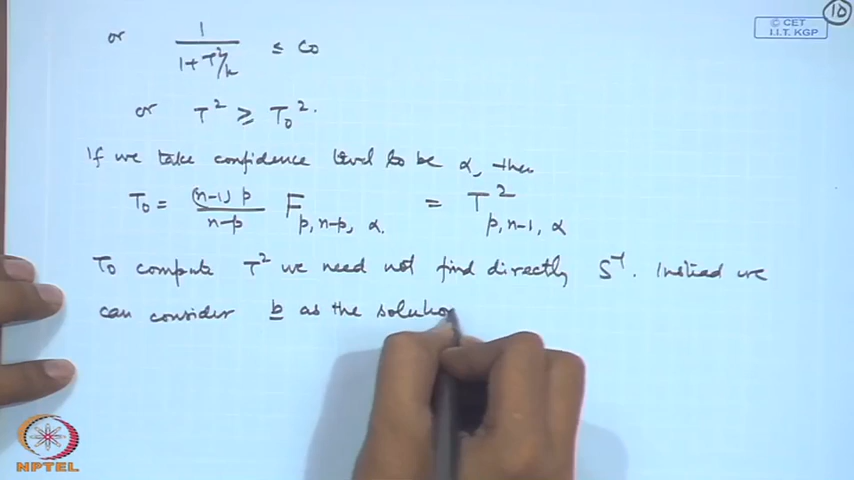 10
© CET
I.I.T. KGP
or 1 / (1+T²/k) ≤ C0
or T² ≥ T0².
If we take confidence level to be α, then
T0 = (n-1) p / n-p F p, n-p, α. = T² p, n-1, α
To compute T² we need not find directly S⁻¹. Instead we
can consider b as the solution
NPTEL